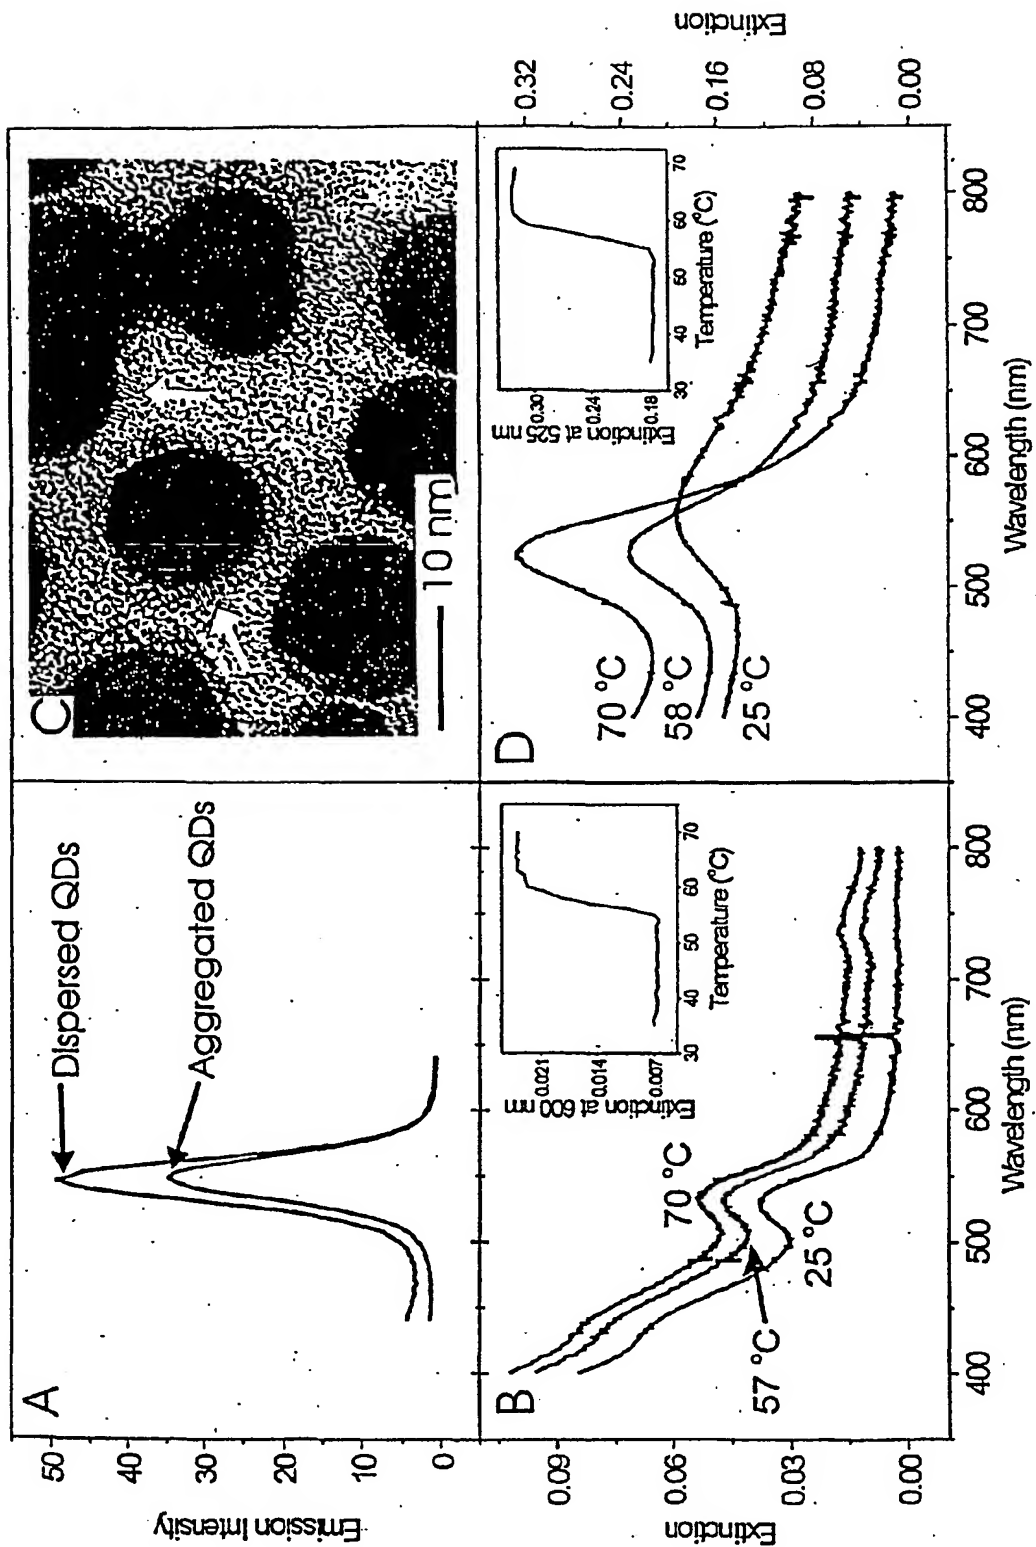 A
Dispersed QDs
Aggregated QDs
Emission Intensity
50
40
30
20
10
0
C
10 nm
B
70 °C
57 °C
25 °C
Extinction
0.09
0.06
0.03
0.00
400 500 600 700 800
Wavelength (nm)
Extinction at 600 nm
0.021
0.014
0.007
30 40 50 60 70
Temperature (°C)
D
70 °C
58 °C
25 °C
Extinction
0.32
0.24
0.16
0.08
0.00
400 500 600 700 800
Wavelength (nm)
Extinction at 525 nm
0.30
0.24
0.18
30 40 50 60 70
Temperature (°C)